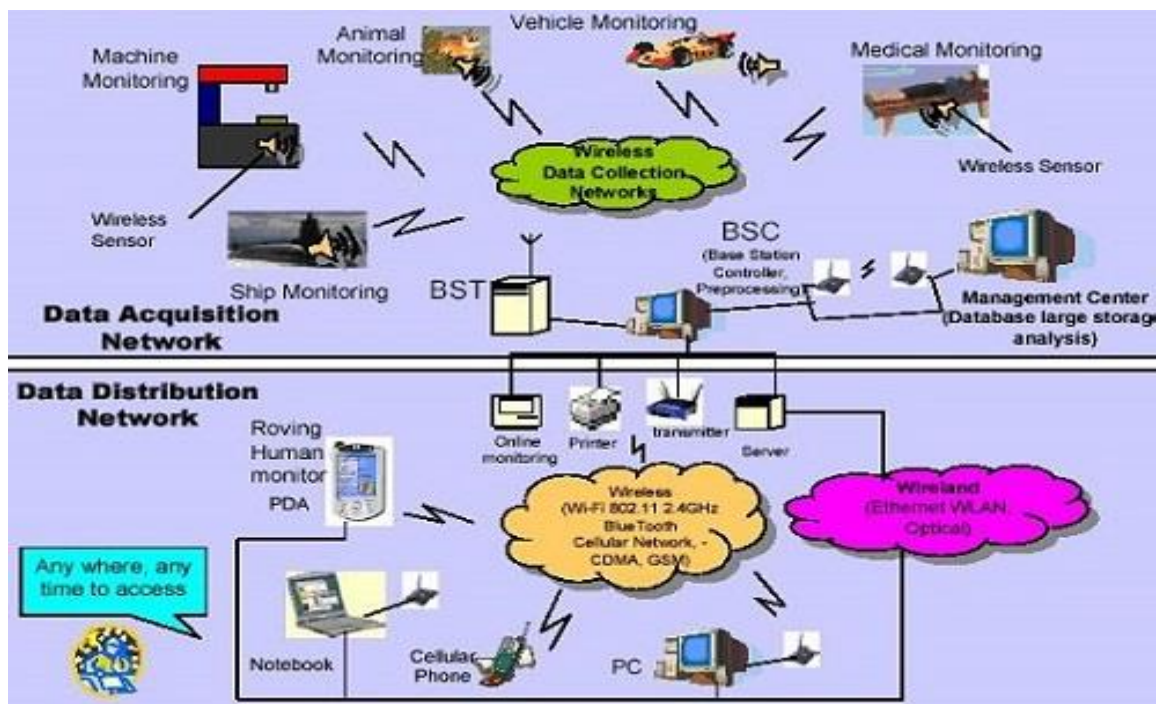 Machine
Monitoring
Animal
Monitoring
Vehicle Monitoring
Medical Monitoring
Wireless
Data Collection
Networks
Wireless Sensor
Wireless
Sensor
Ship Monitoring
BST
BSC
(Base Station
Controller,
Preprocessing)
Management Center
(Database large storage
analysis)
Data Acquisition
Network
Data Distribution
Network
Online
monitoring
Printer
transmitter
Server
Roving
Human
monitor
PDA
Wireless
(Wi-Fi 802.11 2.4GHz
BlueTooth
Cellular Network, -
CDMA, GSM)
Wireland
(Ethernet WLAN,
Optical)
Any where, any
time to access
Notebook
Cellular
Phone
PC